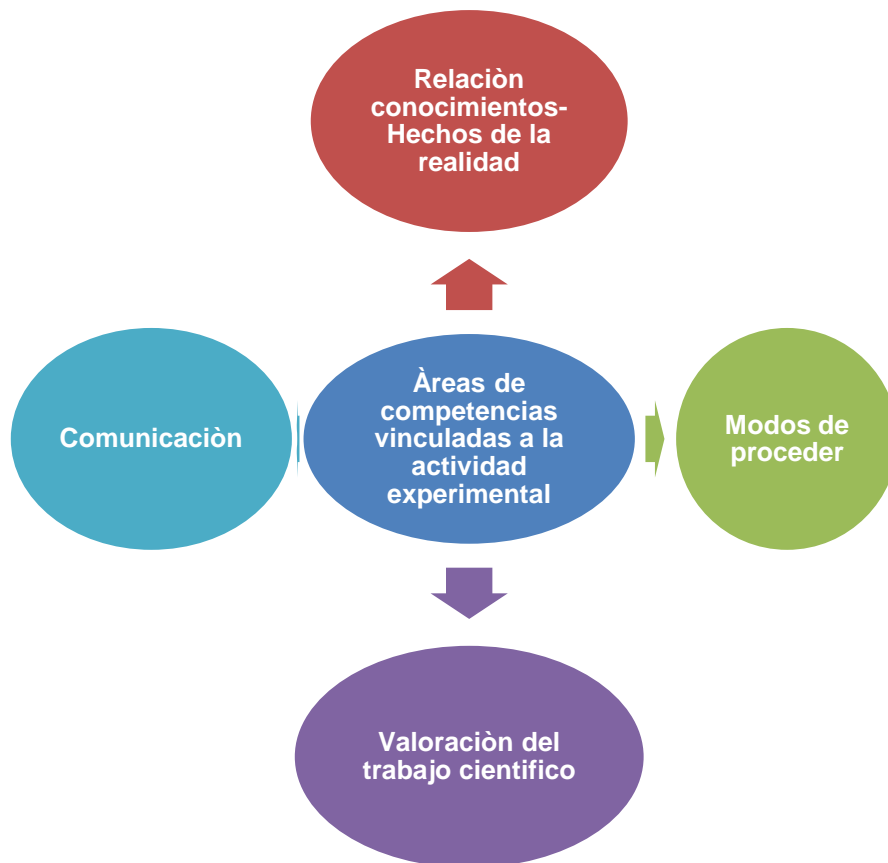 Relaciòn
conocimientos-
Hechos de la
realidad
Comunicaciòn
Àreas de
competencias
vinculadas a la
actividad
experimental
Modos de
proceder
Valoraciòn del
trabajo cientifico